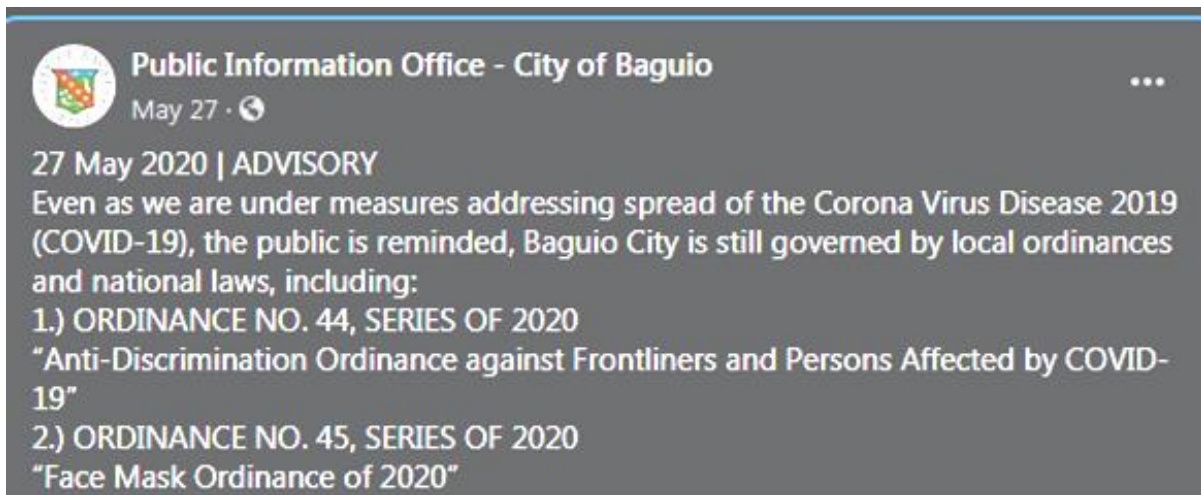 Public Information Office - City of Baguio
May 27 ·
27 May 2020 | ADVISORY
Even as we are under measures addressing spread of the Corona Virus Disease 2019
(COVID-19), the public is reminded, Baguio City is still governed by local ordinances
and national laws, including:
1.) ORDINANCE NO. 44, SERIES OF 2020
“Anti-Discrimination Ordinance against Frontliners and Persons Affected by COVID-
19”
2.) ORDINANCE NO. 45, SERIES OF 2020
“Face Mask Ordinance of 2020”